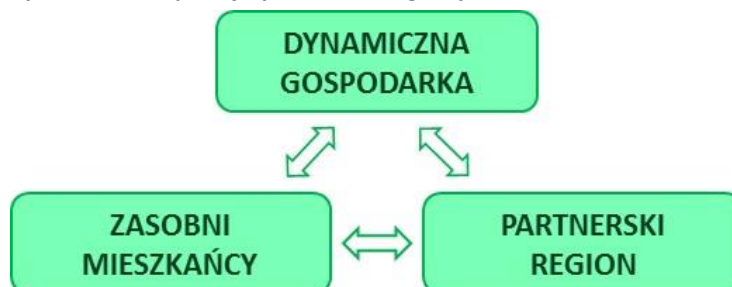 DYNAMICZNA
GOSPODARKA
ZASOBNI
MIESZKAŃCY
PARTNERSKI
REGION